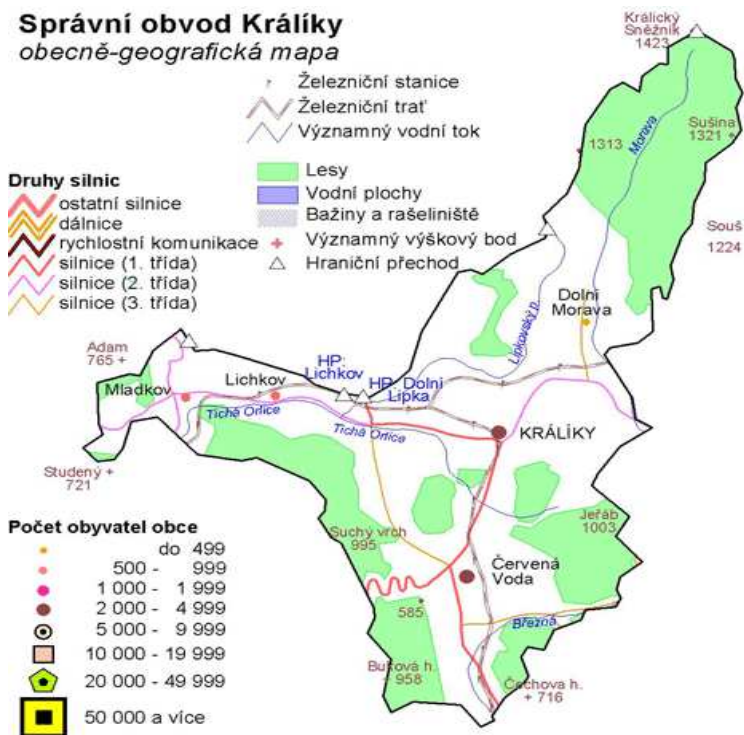 Správní obvod Králíky
obecně-geografická mapa
Železniční stanice
Železniční trať
Významný vodní tok
Lesy
Vodní plochy
Bažiny a rašeliniště
Významný výškový bod
Hraniční přechod
Druhy silnic
ostatní silnice
dálnice
rychlostní komunikace
silnice (1. třída)
silnice (2. třída)
silnice (3. třída)
Králický
Sněžník
1423
Sušina
1321
1313
Morava
Souš
1224
Dolní
Morava
Lipkovský p.
Adam
765
Mladkov
Lichkov
HP:
Lichkov
HP: Dolní
Lipka
Tichá Orlice
Tichá Orlice
KRÁLÍKY
Studený
721
Suchý vrch
995
Jeřáb
1003
Červená
Voda
585
Březná
Buková h.
958
Čechova h.
716
Počet obyvatel obce
do 499
500 - 999
1 000 - 1 999
2 000 - 4 999
5 000 - 9 999
10 000 - 19 999
20 000 - 49 999
50 000 a více